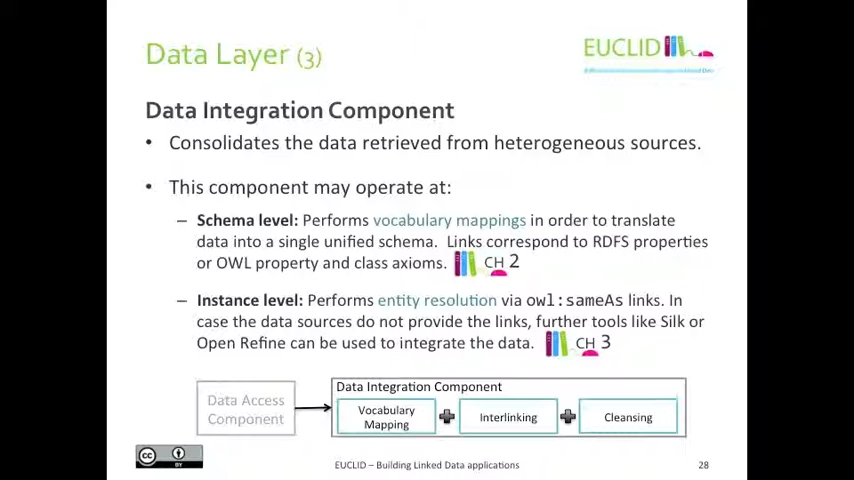 Data Layer (3)
EUCLID
Data Integration Component
• Consolidates the data retrieved from heterogeneous sources.
• This component may operate at:
– Schema level: Performs vocabulary mappings in order to translate
data into a single unified schema. Links correspond to RDFS properties
or OWL property and class axioms. CH 2
– Instance level: Performs entity resolution via owl:sameAs links. In
case the data sources do not provide the links, further tools like Silk or
Open Refine can be used to integrate the data. CH 3
Data Access
Component
Data Integration Component
Vocabulary
Mapping
Interlinking
Cleansing
cc
BY
EUCLID – Building Linked Data applications
28